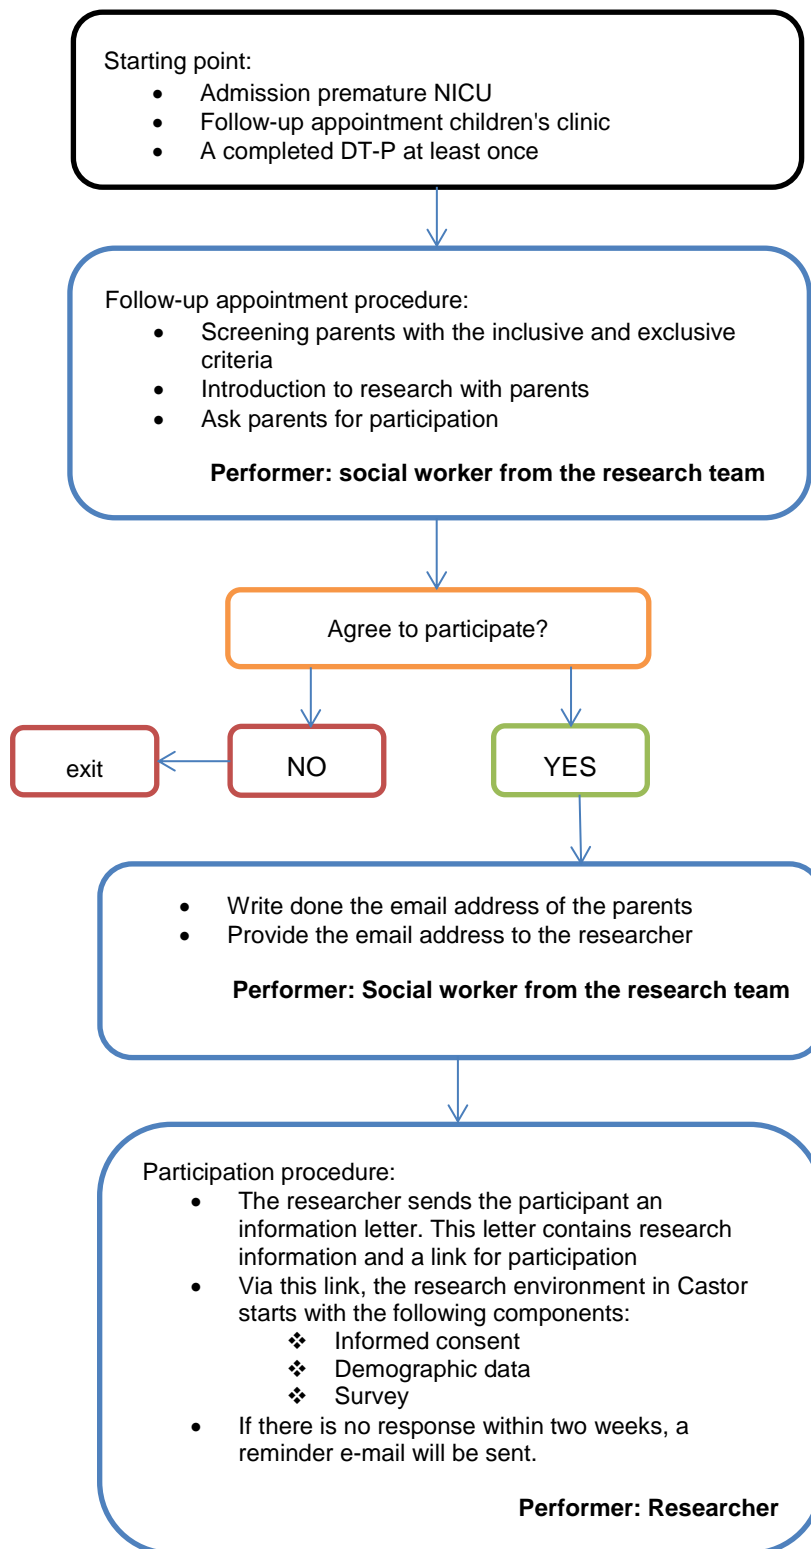 Starting point:
• Admission premature NICU
• Follow-up appointment children's clinic
• A completed DT-P at least once
Follow-up appointment procedure:
• Screening parents with the inclusive and exclusive
criteria
• Introduction to research with parents
• Ask parents for participation
Performer: social worker from the research team
Agree to participate?
exit
NO
YES
• Write done the email address of the parents
• Provide the email address to the researcher
Performer: Social worker from the research team
Participation procedure:
• The researcher sends the participant an
information letter. This letter contains research
information and a link for participation
• Via this link, the research environment in Castor
starts with the following components:
❖ Informed consent
❖ Demographic data
❖ Survey
• If there is no response within two weeks, a
reminder e-mail will be sent.
Performer: Researcher